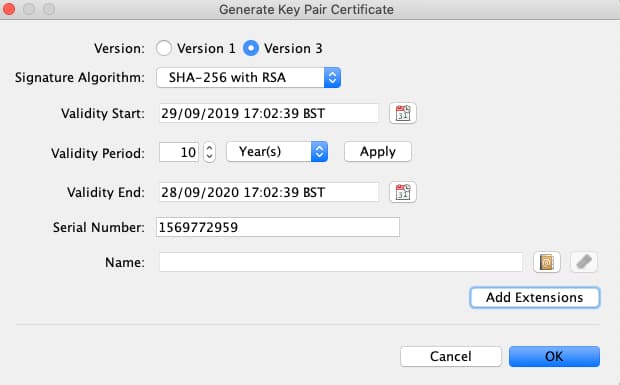 Generate Key Pair Certificate
Version: Version 1 Version 3
Signature Algorithm: SHA-256 with RSA
Validity Start: 29/09/2019 17:02:39 BST
Validity Period: 10 Year(s) Apply
Validity End: 28/09/2020 17:02:39 BST
Serial Number: 1569772959
Name:
Add Extensions
Cancel OK